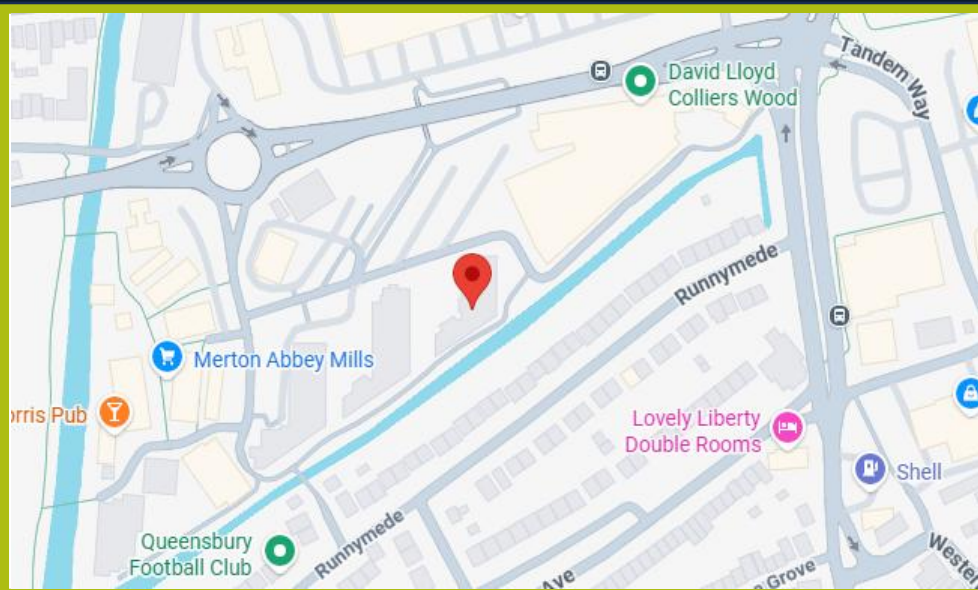 David Lloyd
Colliers Wood
Tandem Way
Runnymede
Merton Abbey Mills
orris Pub
Lovely Liberty
Double Rooms
Shell
Queensbury
Football Club
Runnymede
Ave
Grove
Wester